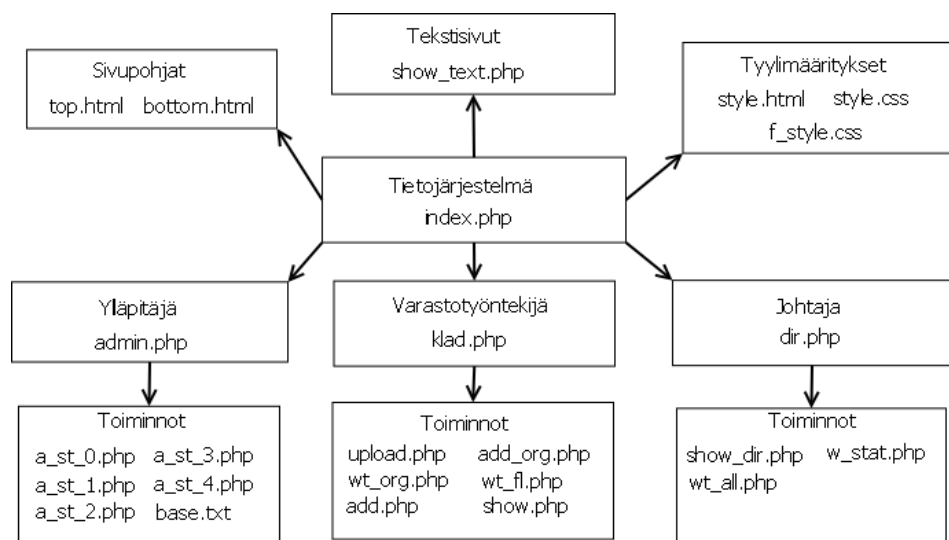 Tekstisivut
show_text.php
Sivupohjat
top.html bottom.html
Tyylimääritykset
style.html style.css
f_style.css
Tietojärjestelmä
index.php
Ylläpitäjä
admin.php
Varastotyöntekijä
klad.php
Johtaja
dir.php
Toiminnot
a_st_0.php a_st_3.php
a_st_1.php a_st_4.php
a_st_2.php base.txt
Toiminnot
upload.php add_org.php
wt_org.php wt_fl.php
add.php show.php
Toiminnot
show_dir.php w_stat.php
wt_all.php